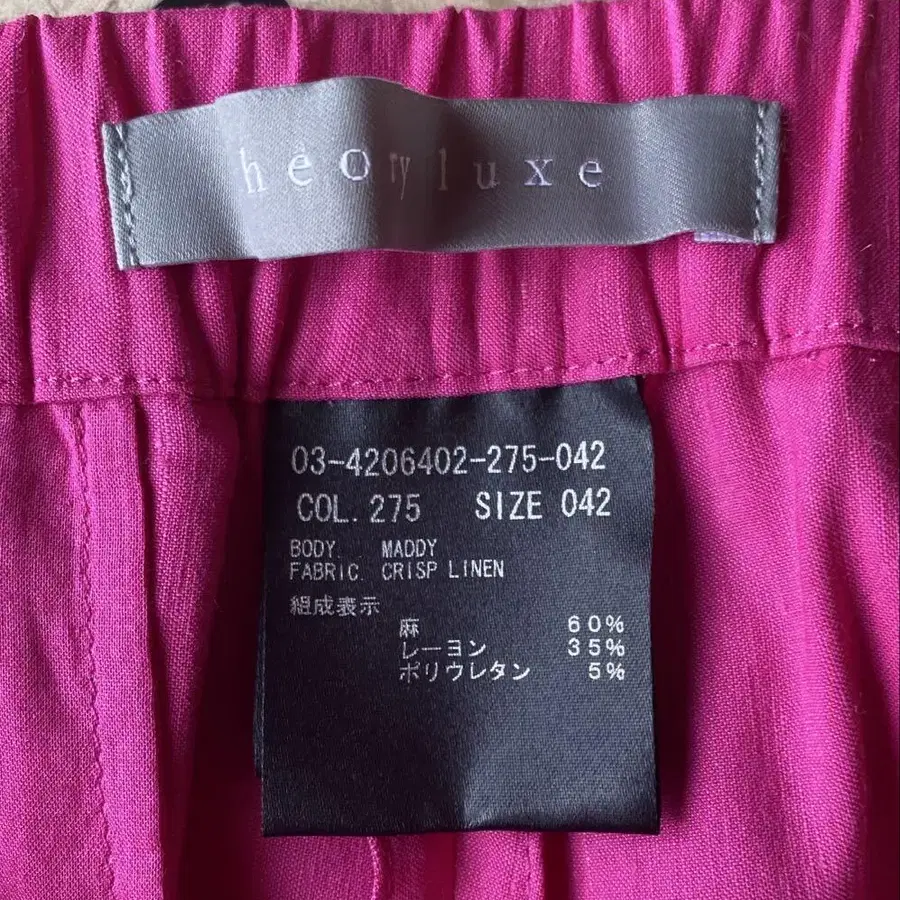 theory luxe
03-4206402-275-042
COL. 275 SIZE 042
BODY. MADDY
FABRIC. CRISP LINEN
組成表示
麻 60%
レーヨン 35%
ポリウレタン 5%